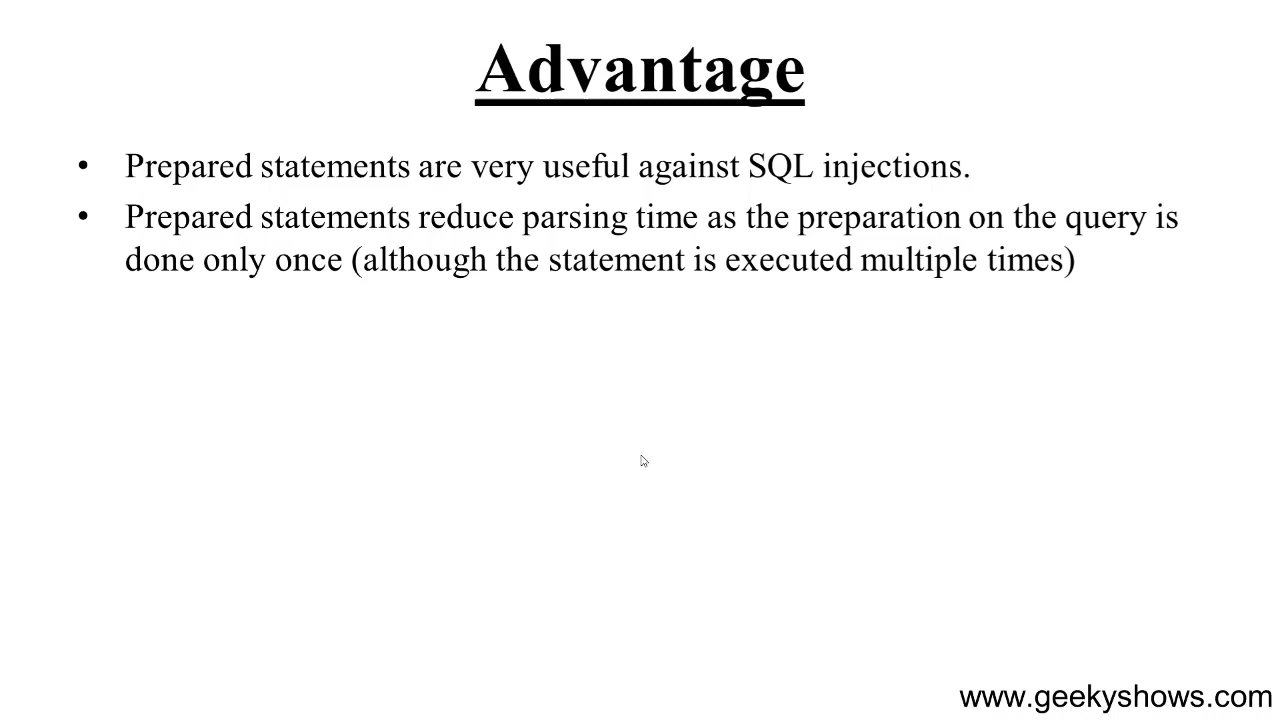 Advantage
• Prepared statements are very useful against SQL injections.
• Prepared statements reduce parsing time as the preparation on the query is
done only once (although the statement is executed multiple times)
www.geekyshows.com